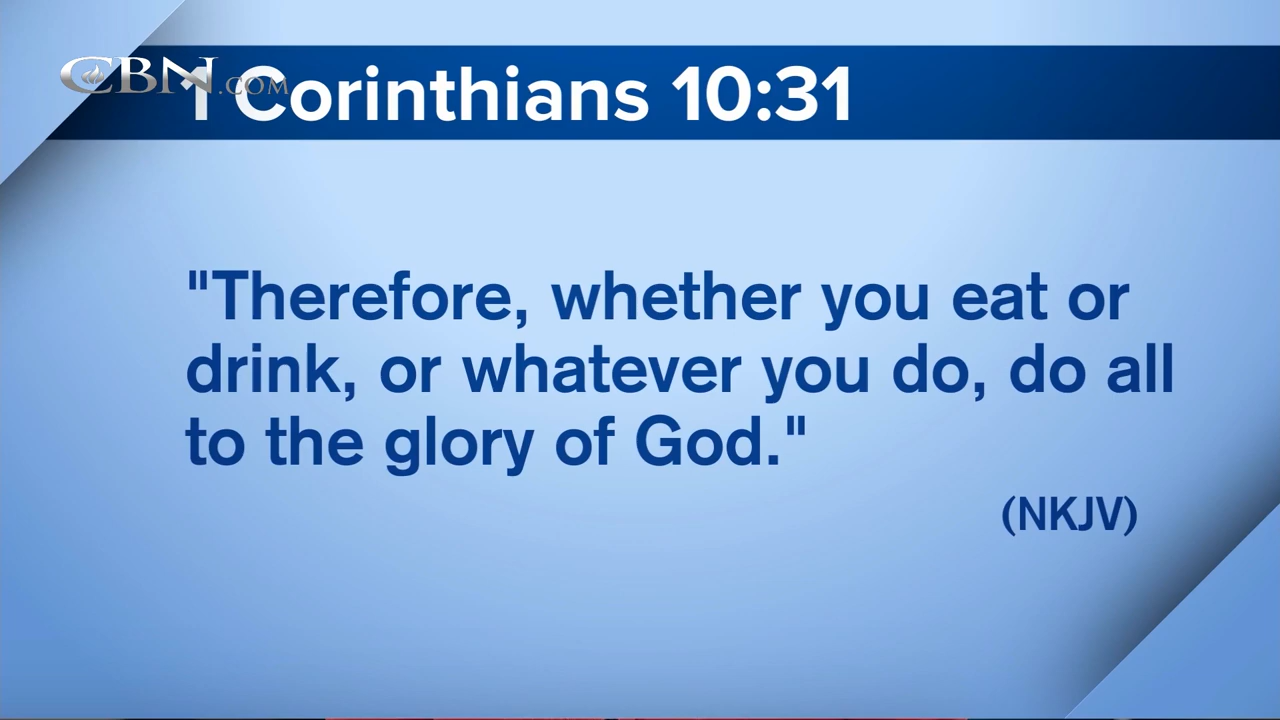 CBN.COM
1 Corinthians 10:31
"Therefore, whether you eat or
drink, or whatever you do, do all
to the glory of God."
(NKJV)